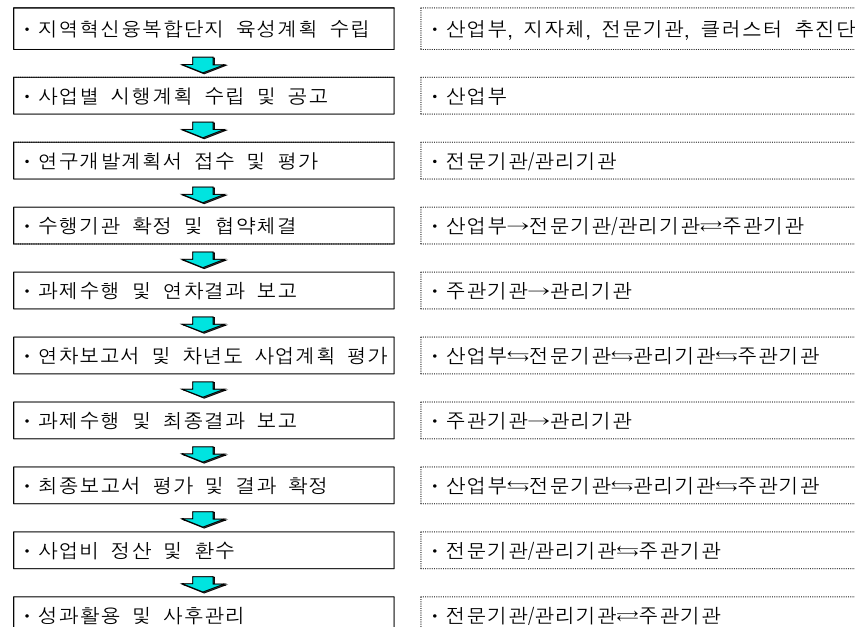 · 지역혁신융복합단지 육성계획 수립
· 산업부, 지자체, 전문기관, 클러스터 추진단
· 사업별 시행계획 수립 및 공고
· 산업부
· 연구개발계획서 접수 및 평가
· 전문기관/관리기관
· 수행기관 확정 및 협약체결
· 산업부→전문기관/관리기관⇄주관기관
· 과제수행 및 연차결과 보고
· 주관기관→관리기관
· 연차보고서 및 차년도 사업계획 평가
· 산업부⇆전문기관⇆관리기관⇆주관기관
· 과제수행 및 최종결과 보고
· 주관기관→관리기관
· 최종보고서 평가 및 결과 확정
· 산업부⇆전문기관⇆관리기관⇆주관기관
· 사업비 정산 및 환수
· 전문기관/관리기관⇆주관기관
· 성과활용 및 사후관리
· 전문기관/관리기관⇄주관기관